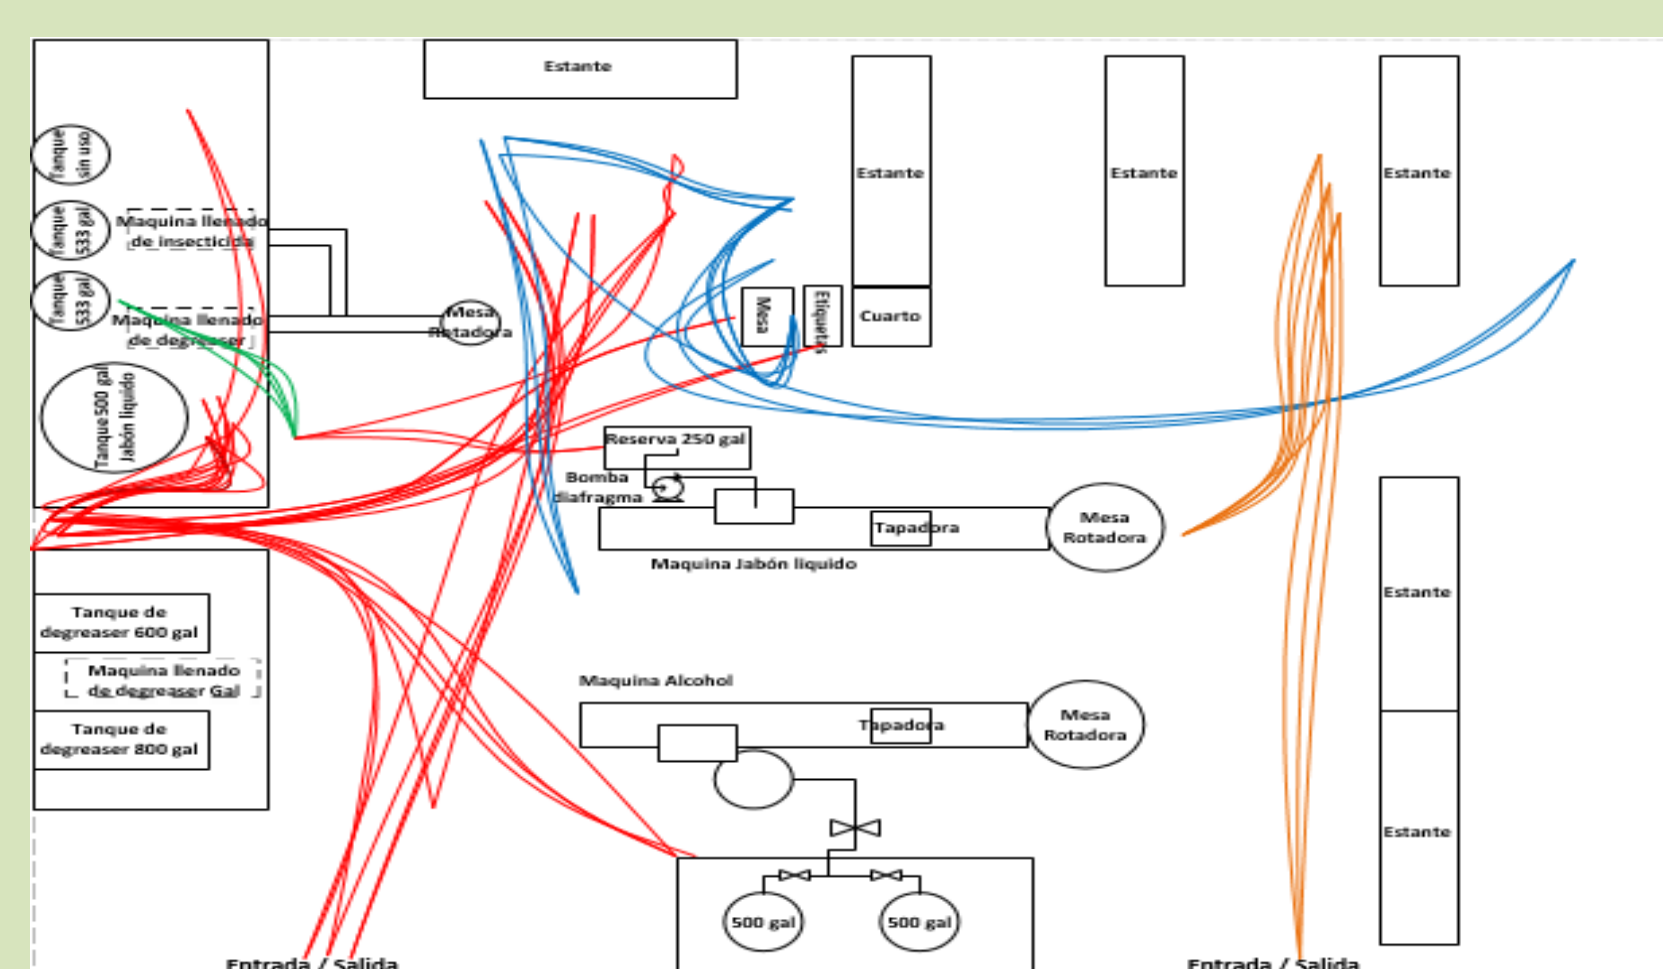 Estante
Estante
Estante
Estante
Tanque
sin uso
Tanque
533 gal
Maquina llenado
de insecticida
Tanque
533 gal
Maquina llenado
de degreaser
Mesa
Rotadora
Mesa
Etiquetas
Cuarto
Tanque500 gal
Jabón liquido
Reserva 250 gal
Bomba
diafragma
Tapadora
Mesa
Rotadora
Maquina Jabón liquido
Estante
Tanque de
degreaser 600 gal
Maquina llenado
de degreaser Gal
Tanque de
degreaser 800 gal
Maquina Alcohol
Tapadora
Mesa
Rotadora
Estante
500 gal
500 gal
Entrada / Salida
Entrada / Salida